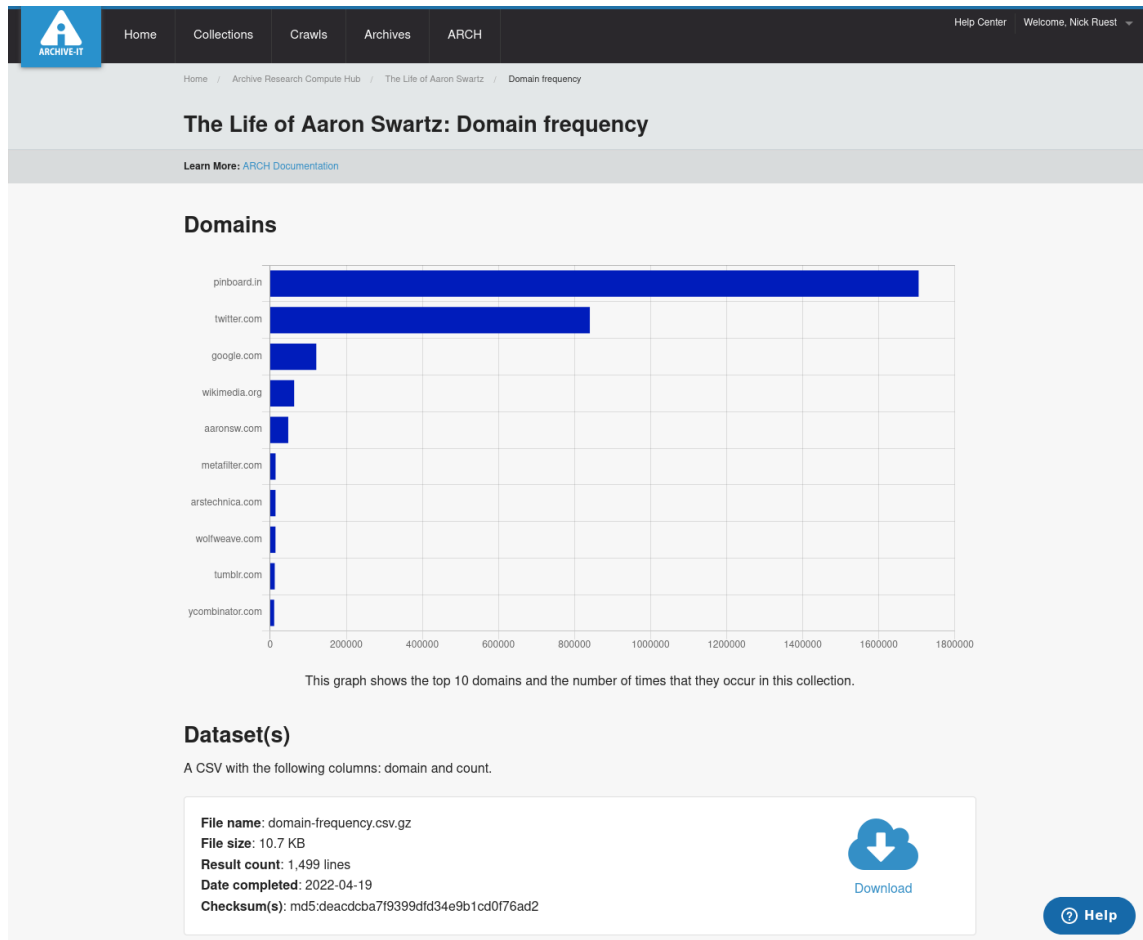 ARCHIVE-IT
Home
Collections
Crawls
Archives
ARCH
Help Center
Welcome, Nick Ruest
Home / Archive Research Compute Hub / The Life of Aaron Swartz / Domain frequency
The Life of Aaron Swartz: Domain frequency
Learn More: ARCH Documentation
Domains
pinboard.in
twitter.com
google.com
wikimedia.org
aaronsw.com
metafilter.com
arstechnica.com
wolfweave.com
tumblr.com
ycombinator.com
0 200000 400000 600000 800000 1000000 1200000 1400000 1600000 1800000
This graph shows the top 10 domains and the number of times that they occur in this collection.
Dataset(s)
A CSV with the following columns: domain and count.
File name: domain-frequency.csv.gz
File size: 10.7 KB
Result count: 1,499 lines
Date completed: 2022-04-19
Checksum(s): md5:deacdcba7f9399dfd34e9b1cd0f76ad2
Download
Help